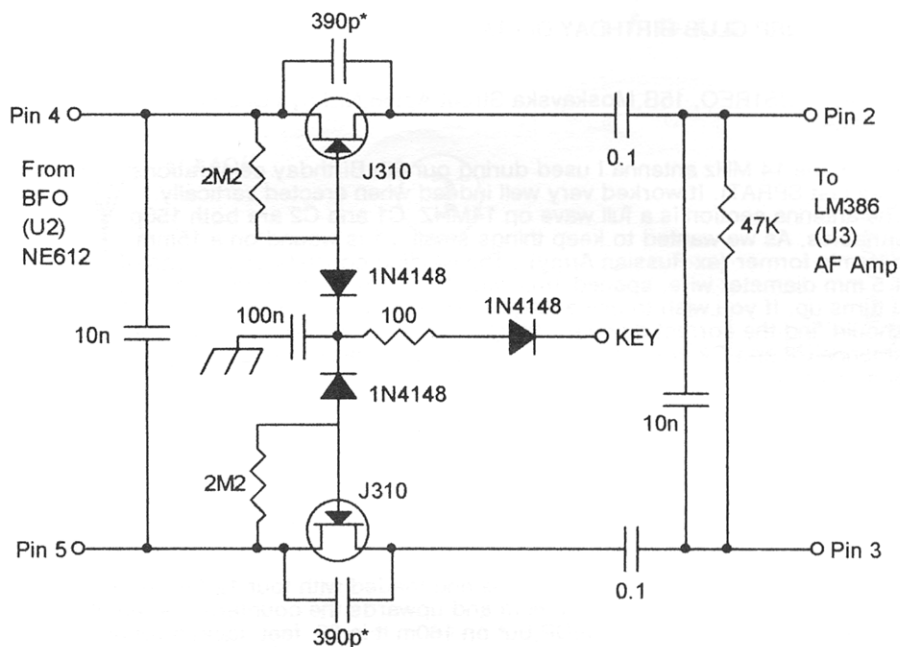 390p*
Pin 4
Pin 2
0.1
J310
2M2
From
BFO
(U2)
NE612
To
LM386
(U3)
AF Amp
47K
1N4148
1N4148
100n
100
KEY
10n
1N4148
10n
2M2
J310
Pin 5
Pin 3
0.1
390p*